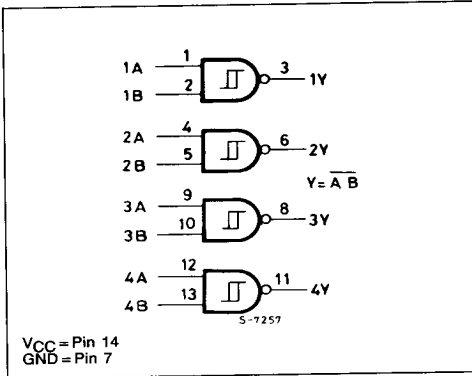 1A 1 3 1Y
1B 2
2A 4 6 2Y
2B 5
Y = A B
3A 9 8 3Y
3B 10
4A 12 11 4Y
4B 13
S-7257
VCC = Pin 14
GND = Pin 7